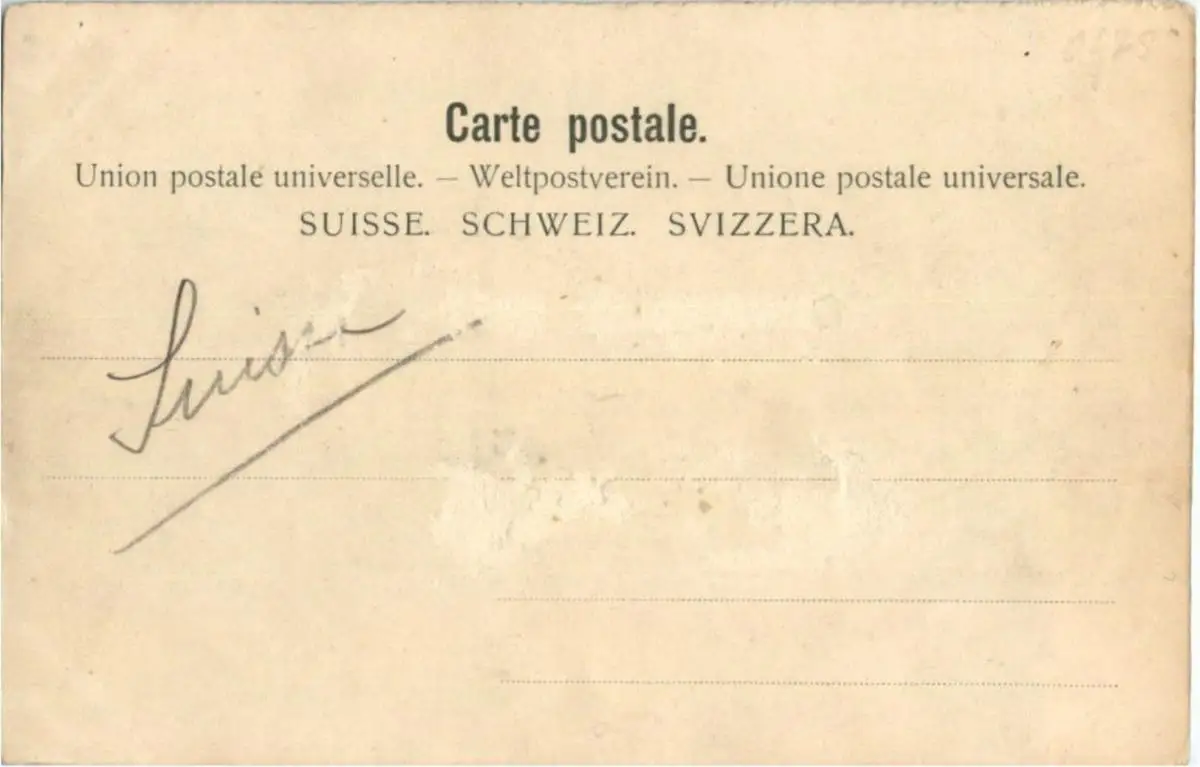 Carte postale.
Union postale universelle. — Weltpostverein. — Unione postale universale.
SUISSE. SCHWEIZ. SVIZZERA.
Suisse